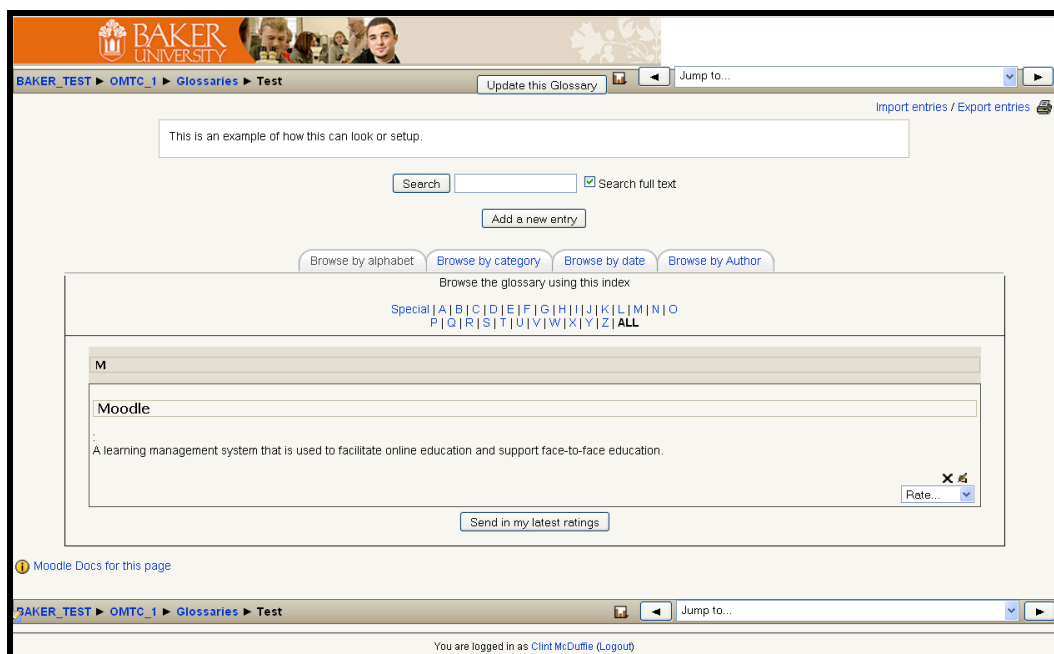 BAKER
UNIVERSITY
BAKER_TEST ► OMTC_1 ► Glossaries ► Test
Update this Glossary
◄
Jump to...
►
Import entries / Export entries
This is an example of how this can look or setup.
Search
Search full text
Add a new entry
Browse by alphabet
Browse by category
Browse by date
Browse by Author
Browse the glossary using this index
Special | A | B | C | D | E | F | G | H | I | J | K | L | M | N | O
P | Q | R | S | T | U | V | W | X | Y | Z | ALL
M
Moodle
:
A learning management system that is used to facilitate online education and support face-to-face education.
Rate...
Send in my latest ratings
Moodle Docs for this page
BAKER_TEST ► OMTC_1 ► Glossaries ► Test
◄
Jump to...
►
You are logged in as Clint McDuffie (Logout)